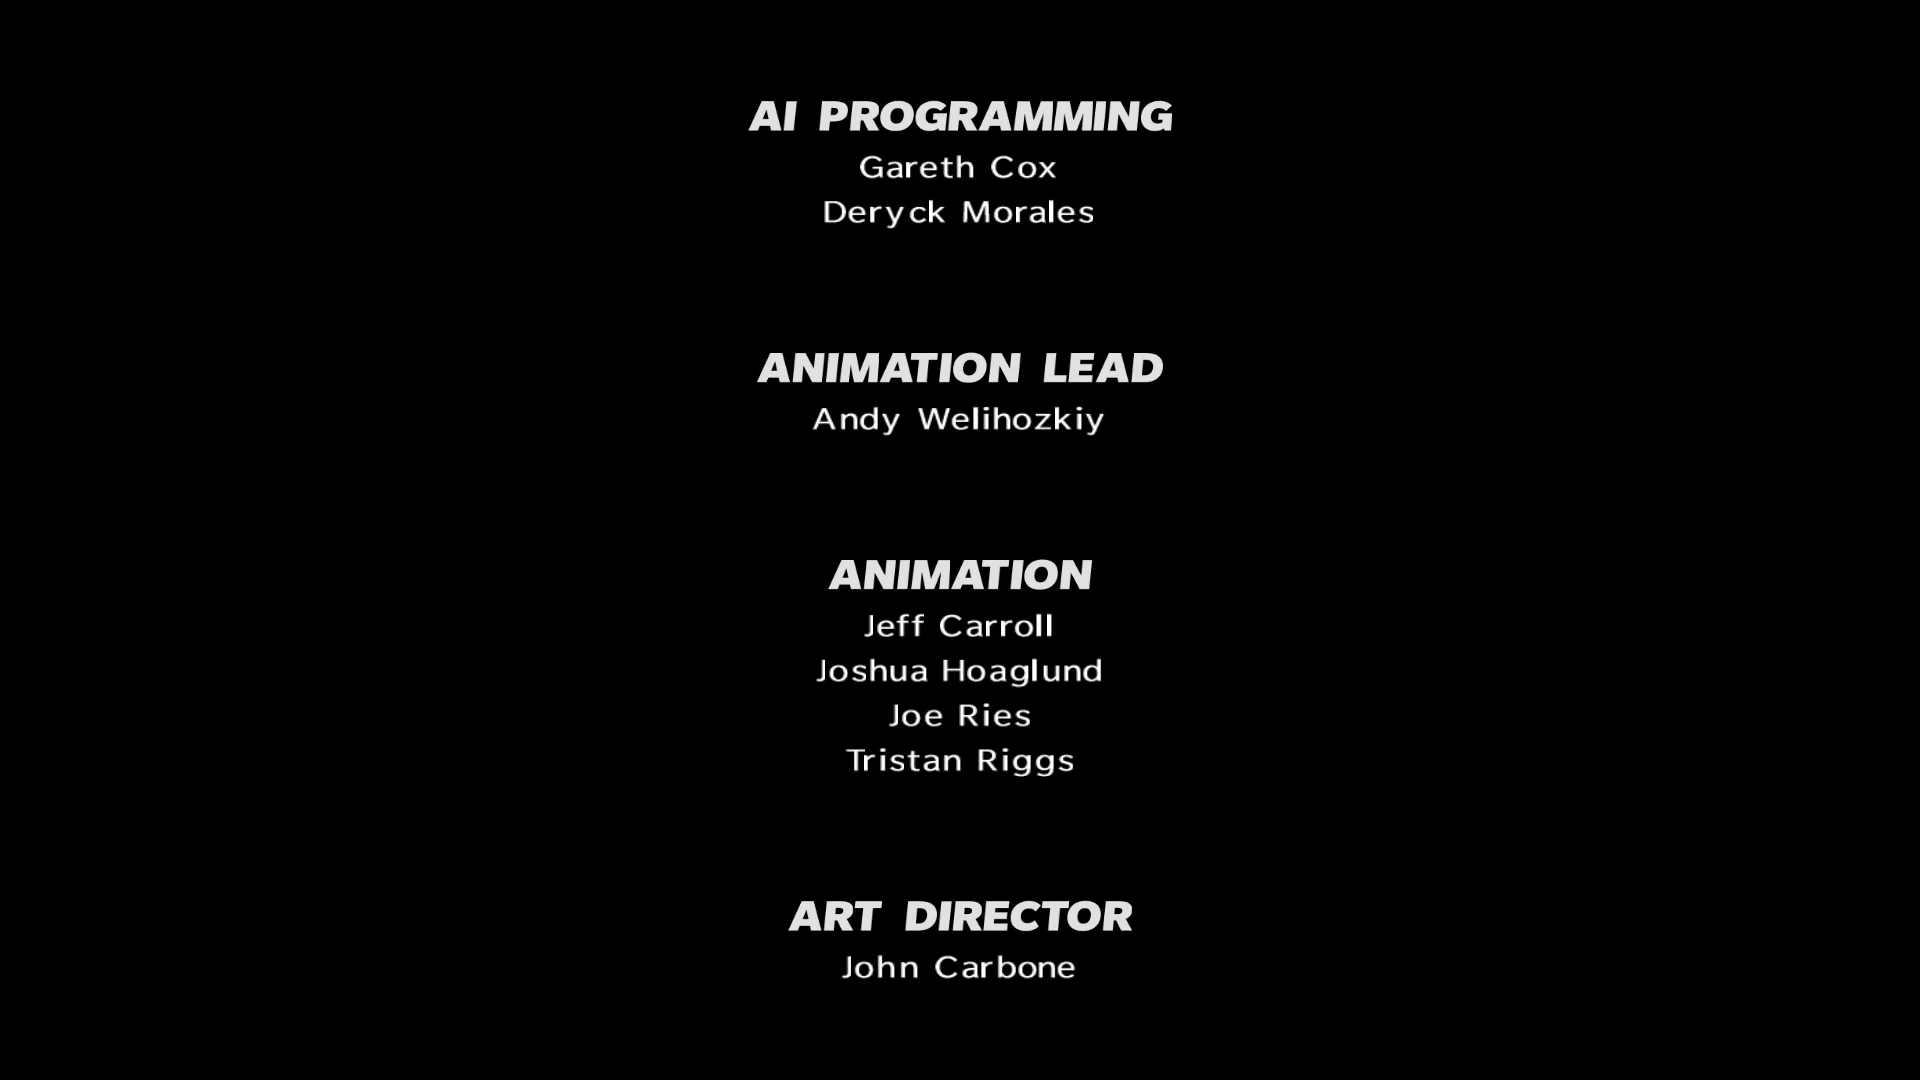 AI PROGRAMMING
Gareth Cox
Deryck Morales
ANIMATION LEAD
Andy Welihozkiy
ANIMATION
Jeff Carroll
Joshua Hoaglund
Joe Ries
Tristan Riggs
ART DIRECTOR
John Carbone